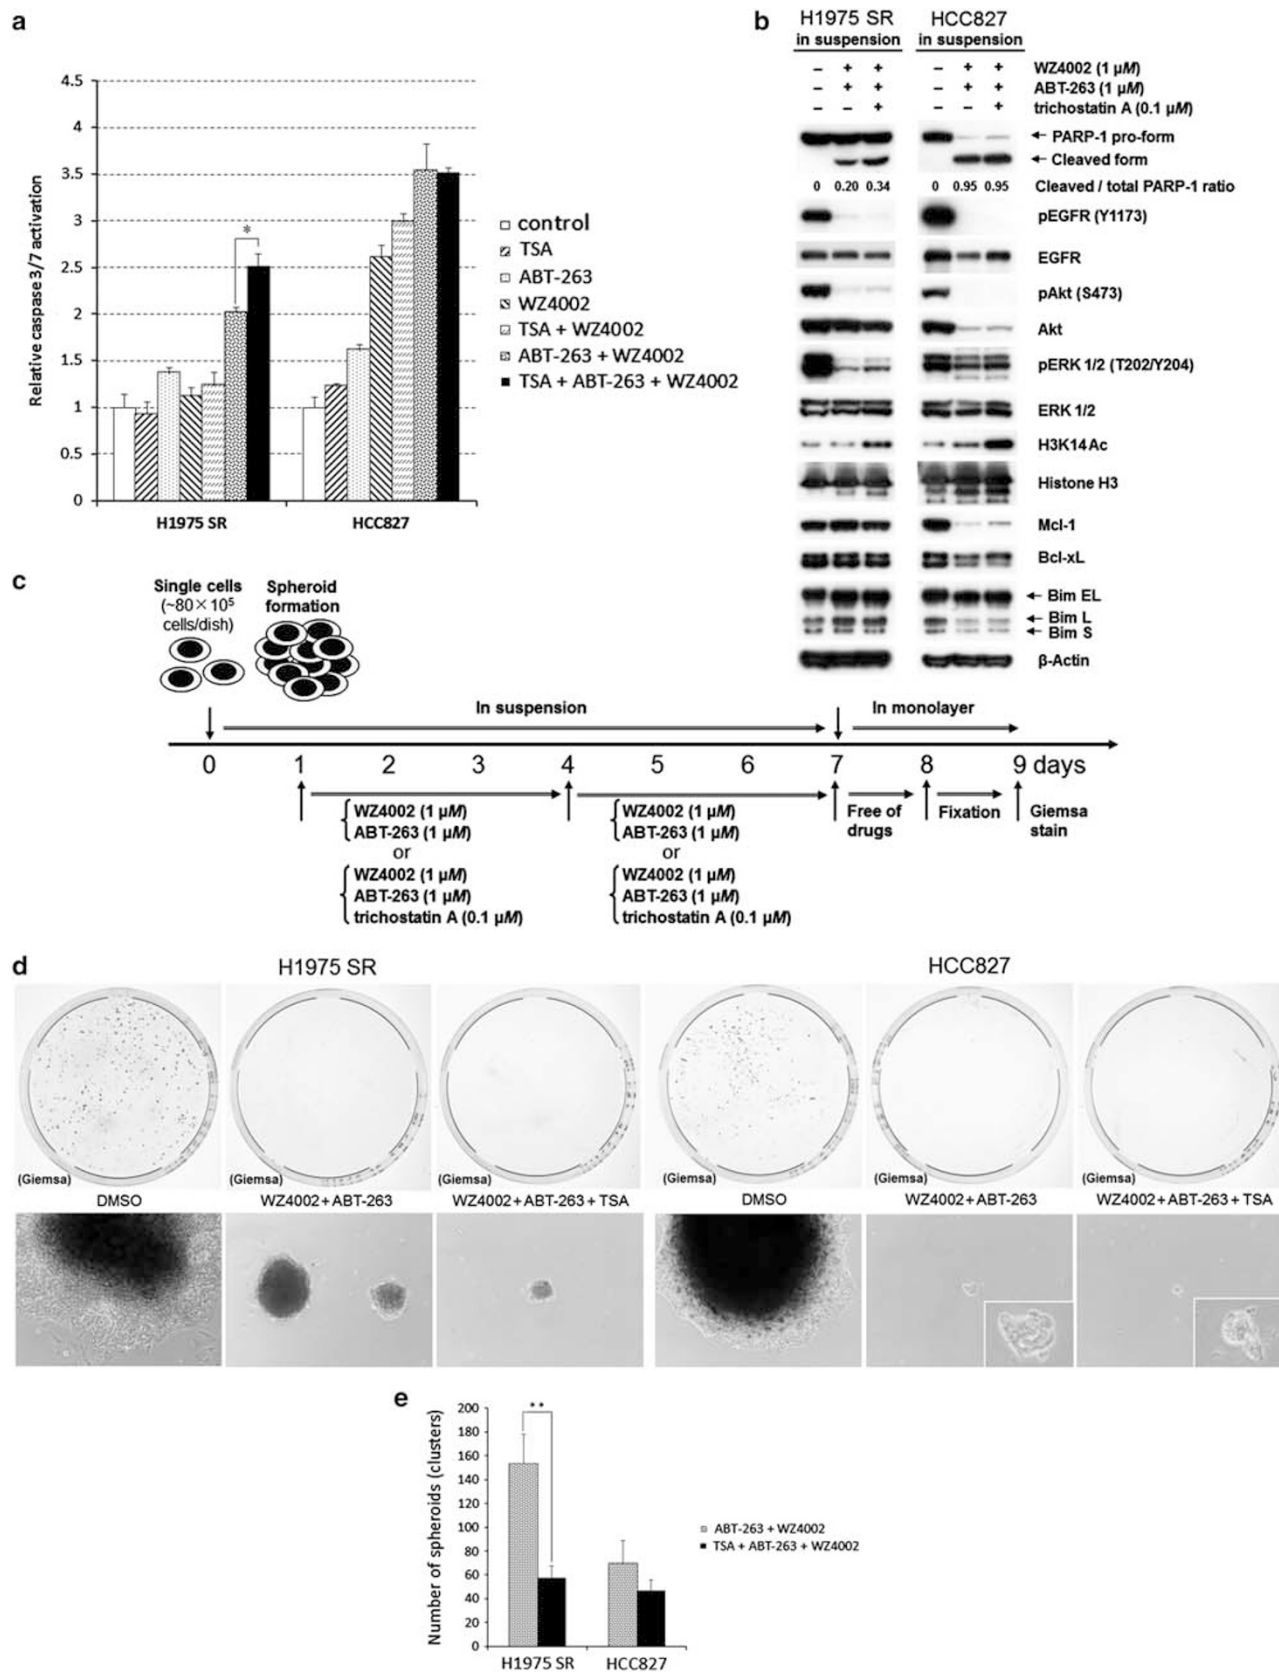 a
4.5
4
3.5
3
2.5
2
1.5
1
0.5
0
Relative caspase 3/7 activation
*
H1975 SR
HCC827
control
TSA
ABT-263
WZ4002
TSA + WZ4002
ABT-263 + WZ4002
TSA + ABT-263 + WZ4002
b
H1975 SR HCC827
in suspension in suspension
– + + – + + WZ4002 (1 µM)
– + + – + + ABT-263 (1 µM)
– – + – – + trichostatin A (0.1 µM)
← PARP-1 pro-form
← Cleaved form
0 0.20 0.34 0 0.95 0.95 Cleaved / total PARP-1 ratio
pEGFR (Y1173)
EGFR
pAkt (S473)
Akt
pERK 1/2 (T202/Y204)
ERK 1/2
H3K14Ac
Histone H3
Mcl-1
Bcl-xL
← Bim EL
← Bim L
← Bim S
β-Actin
c
Single cells
(~80×10⁵
cells/dish)
Spheroid
formation
In suspension
In monolayer
0 1 2 3 4 5 6 7 8 9 days
WZ4002 (1 µM)
ABT-263 (1 µM)
or
WZ4002 (1 µM)
ABT-263 (1 µM)
trichostatin A (0.1 µM)
WZ4002 (1 µM)
ABT-263 (1 µM)
or
WZ4002 (1 µM)
ABT-263 (1 µM)
trichostatin A (0.1 µM)
Free of
drugs
Fixation
Giemsa
stain
d
H1975 SR
HCC827
(Giemsa)
(Giemsa)
(Giemsa)
(Giemsa)
(Giemsa)
(Giemsa)
DMSO
WZ4002+ABT-263
WZ4002+ABT-263+TSA
DMSO
WZ4002+ABT-263
WZ4002+ABT-263+TSA
e
200
180
160
140
120
100
80
60
40
20
0
Number of spheroids (clusters)
**
H1975 SR
HCC827
ABT-263 + WZ4002
TSA + ABT-263 + WZ4002